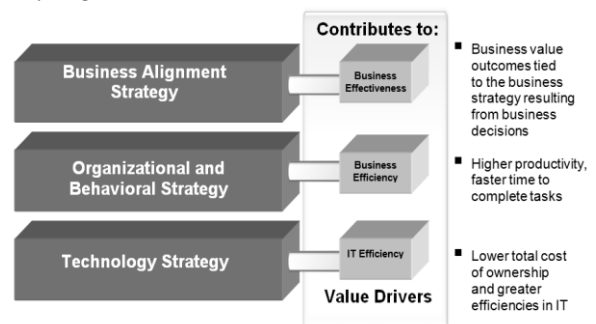 Contributes to:
Business Alignment
Strategy
Business
Effectiveness
▪ Business value
outcomes tied
to the business
strategy resulting
from business
decisions
Organizational and
Behavioral Strategy
Business
Efficiency
▪ Higher productivity,
faster time to
complete tasks
Technology Strategy
IT Efficiency
▪ Lower total cost
of ownership
and greater
efficiencies in IT
Value Drivers